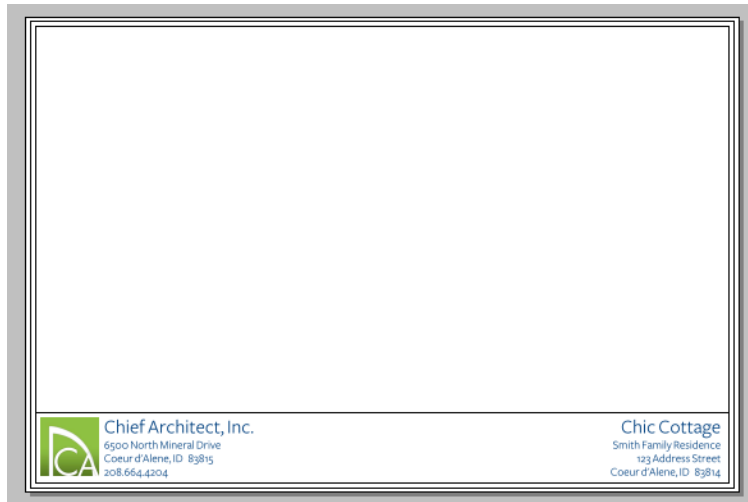 Chief Architect, Inc.
6500 North Mineral Drive
Coeur d'Alene, ID 83815
208.664.4204
CA
Chic Cottage
Smith Family Residence
123 Address Street
Coeur d'Alene, ID 83814